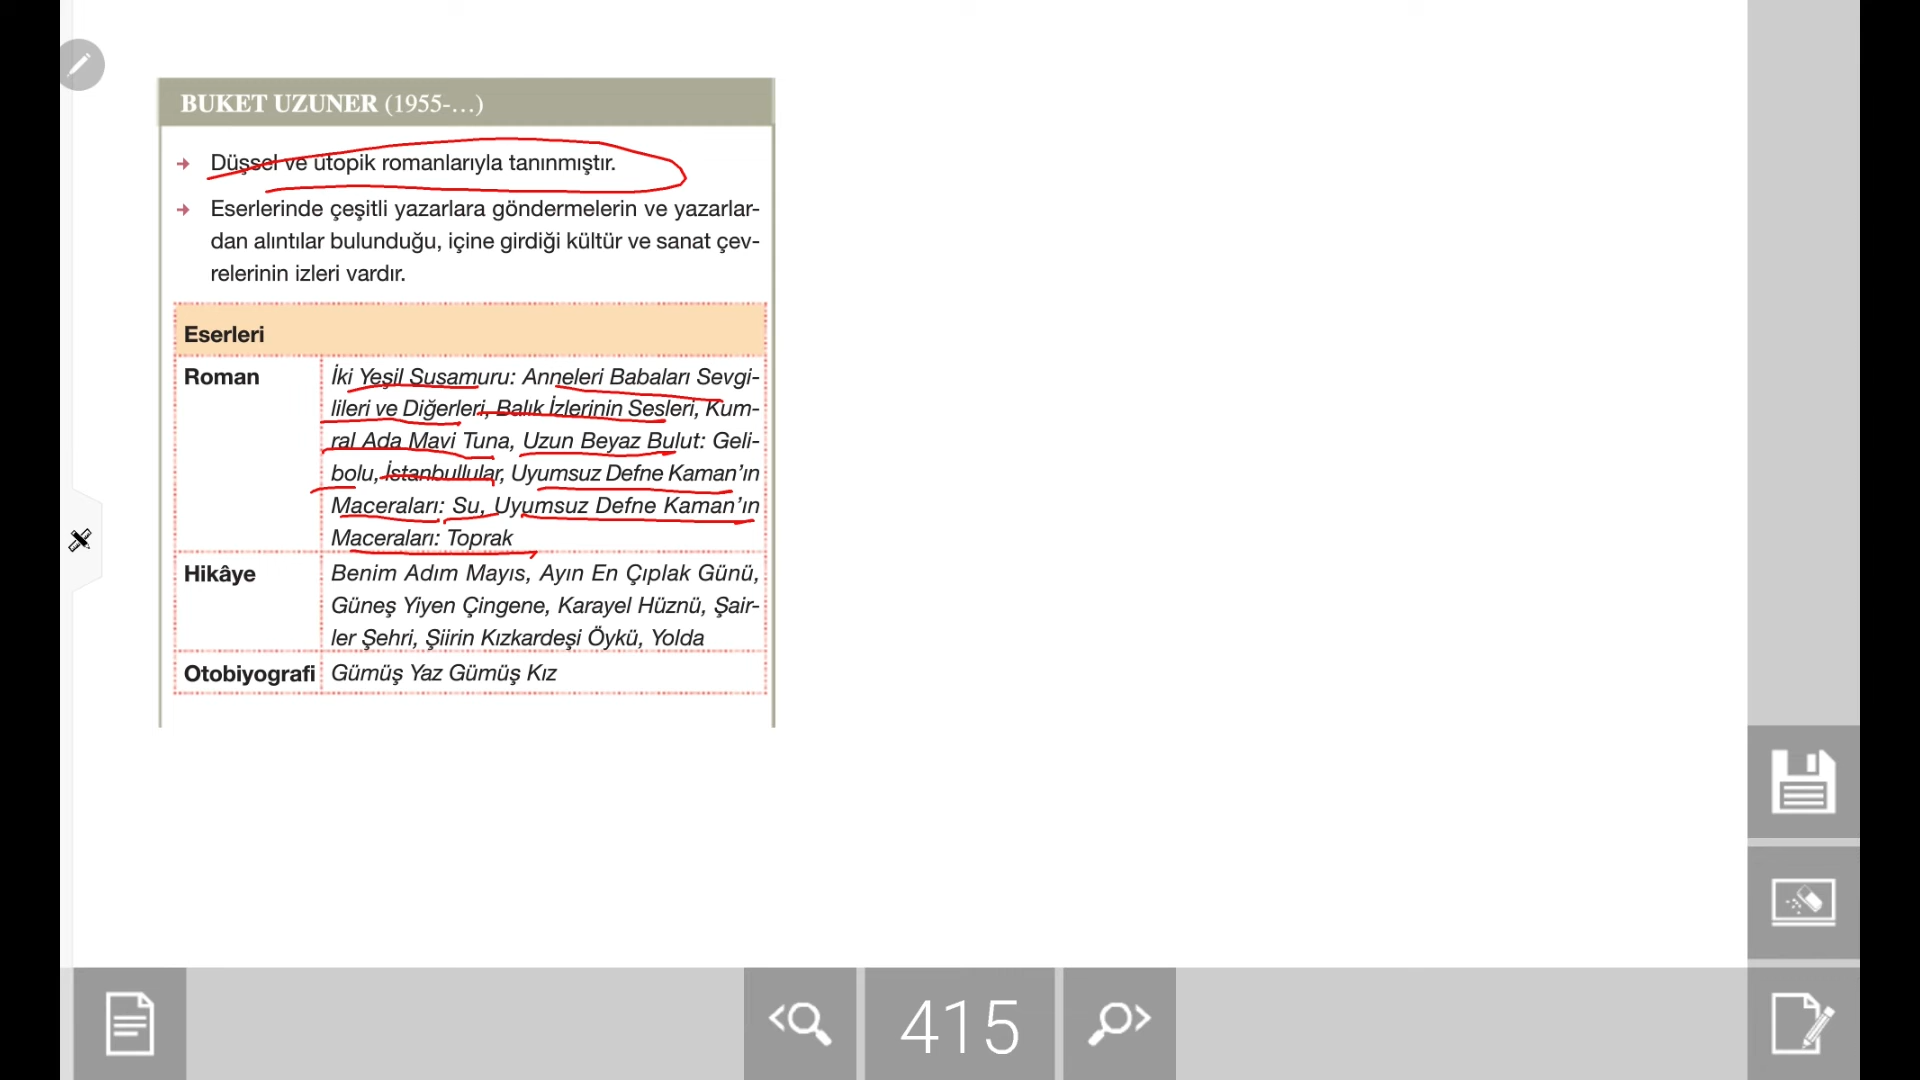 BUKET UZUNER (1955-...)
→ Düşsel ve utopik romanlarıyla tanınmıştır.
→ Eserlerinde çeşitli yazarlara göndermelerin ve yazarlar-
dan alıntılar bulunduğu, içine girdiği kültür ve sanat çev-
relerinin izleri vardır.
Eserleri
Roman
İki Yeşil Susamuru: Anneleri Babaları Sevgi-
lileri ve Diğerleri, Balık İzlerinin Sesleri, Kum-
ral Ada Mavi Tuna, Uzun Beyaz Bulut: Geli-
bolu, İstanbullular, Uyumsuz Defne Kaman'ın
Maceraları: Su, Uyumsuz Defne Kaman'ın
Maceraları: Toprak
Hikâye
Benim Adım Mayıs, Ayın En Çıplak Günü,
Güneş Yiyen Çingene, Karayel Hüznü, Şair-
ler Şehri, Şiirin Kızkardeşi Öykü, Yolda
Otobiyografi
Gümüş Yaz Gümüş Kız
415